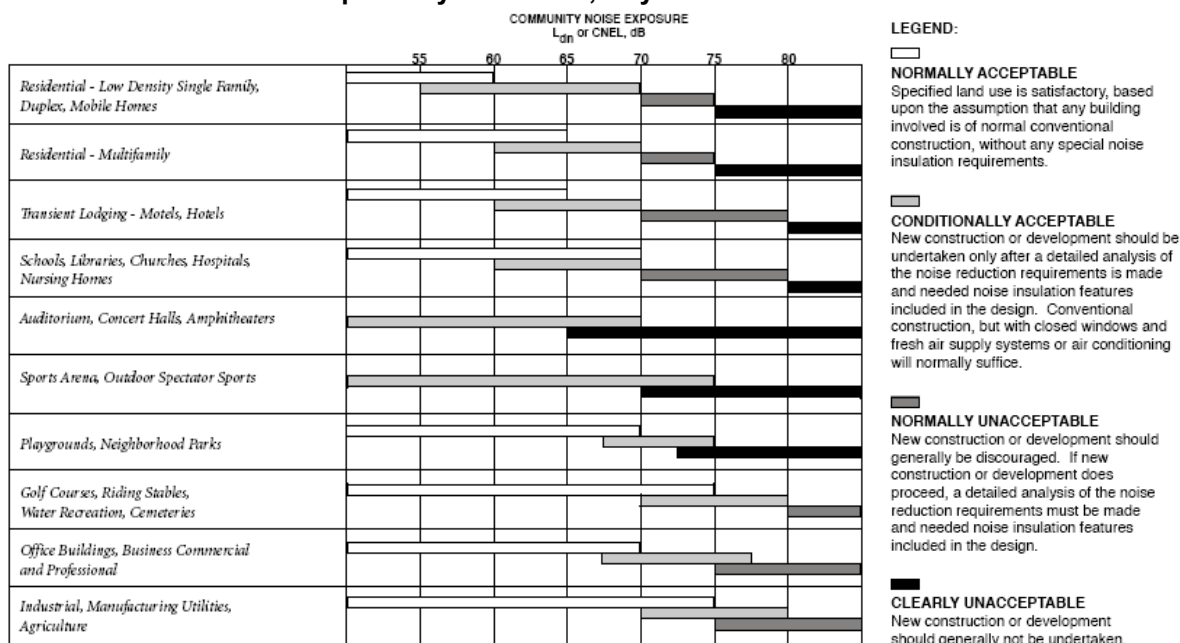 COMMUNITY NOISE EXPOSURE
Ldn or CNEL, dB
55 60 65 70 75 80
Residential - Low Density Single Family,
Duplex, Mobile Homes
Residential - Multifamily
Transient Lodging - Motels, Hotels
Schools, Libraries, Churches, Hospitals,
Nursing Homes
Auditorium, Concert Halls, Amphitheaters
Sports Arena, Outdoor Spectator Sports
Playgrounds, Neighborhood Parks
Golf Courses, Riding Stables,
Water Recreation, Cemeteries
Office Buildings, Business Commercial
and Professional
Industrial, Manufacturing Utilities,
Agriculture
LEGEND:
NORMALLY ACCEPTABLE
Specified land use is satisfactory, based
upon the assumption that any building
involved is of normal conventional
construction, without any special noise
insulation requirements.
CONDITIONALLY ACCEPTABLE
New construction or development should be
undertaken only after a detailed analysis of
the noise reduction requirements is made
and needed noise insulation features
included in the design. Conventional
construction, but with closed windows and
fresh air supply systems or air conditioning
will normally suffice.
NORMALLY UNACCEPTABLE
New construction or development should
generally be discouraged. If new
construction or development does
proceed, a detailed analysis of the noise
reduction requirements must be made
and needed noise insulation features
included in the design.
CLEARLY UNACCEPTABLE
New construction or development
should generally not be undertaken